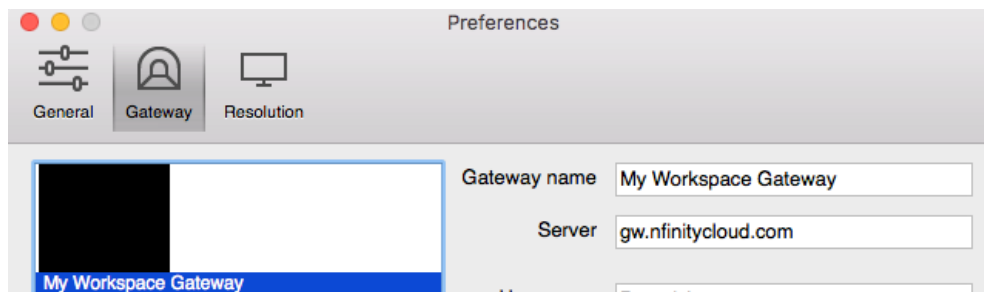 Preferences
General Gateway Resolution
Gateway name My Workspace Gateway
Server gw.nfinitycloud.com
My Workspace Gateway